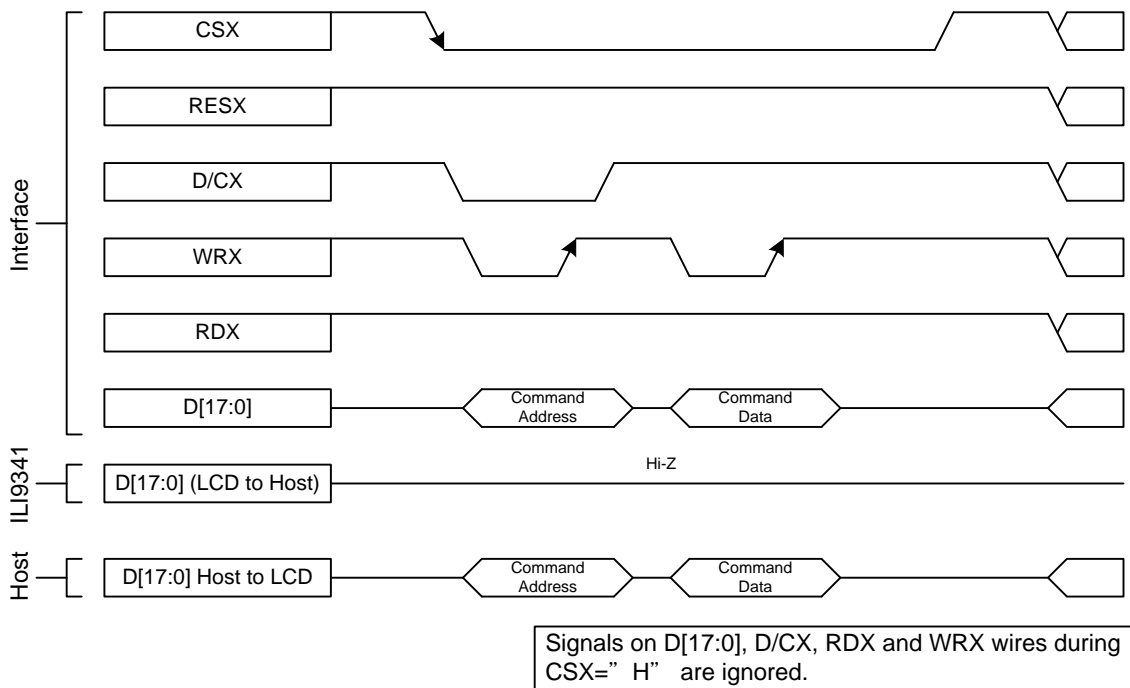 CSX
RESX
D/CX
WRX
RDX
D[17:0]
Command
Address
Command
Data
Interface
D[17:0] (LCD to Host)
Hi-Z
ILI9341
D[17:0] Host to LCD
Command
Address
Command
Data
Host
Signals on D[17:0], D/CX, RDX and WRX wires during
CSX=” H” are ignored.